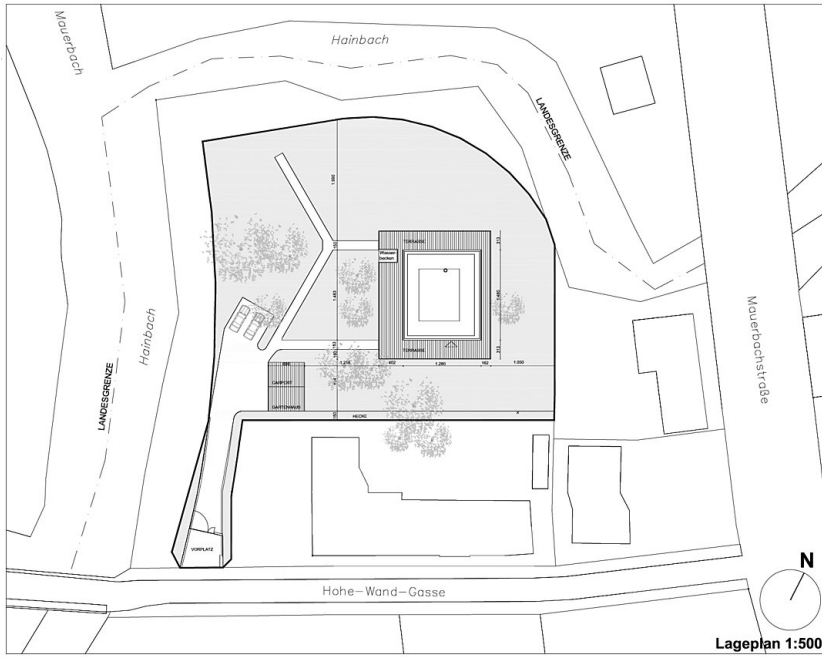 Mauerbach
Hainbach
LANDESGRENZE
TERRASSE
Wasser-
becken
Hainbach
LANDESGRENZE
Mauerbachstraße
TERRASSE
CARPORT
GARTENHAUS
HECKE
VORPLATZ
Hohe-Wand-Gasse
N
Lageplan 1:500